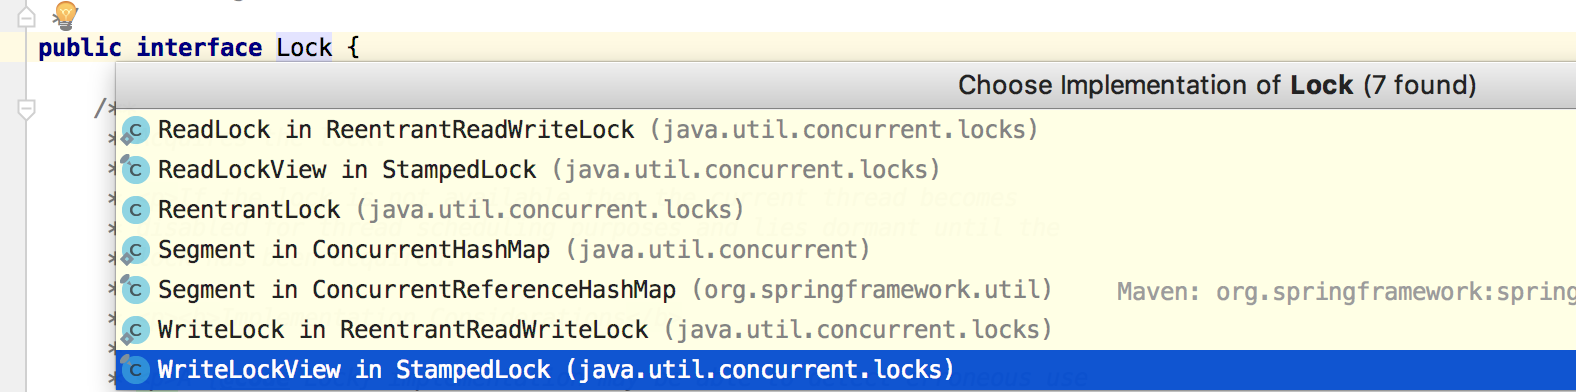 public interface Lock {
Choose Implementation of Lock (7 found)
/*
ReadLock in ReentrantReadWriteLock (java.util.concurrent.locks)
ReadLockView in StampedLock (java.util.concurrent.locks)
ReentrantLock (java.util.concurrent.locks)
Segment in ConcurrentHashMap (java.util.concurrent)
Segment in ConcurrentReferenceHashMap (org.springframework.util) Maven: org.springframework:spring
WriteLock in ReentrantReadWriteLock (java.util.concurrent.locks)
WriteLockView in StampedLock (java.util.concurrent.locks)